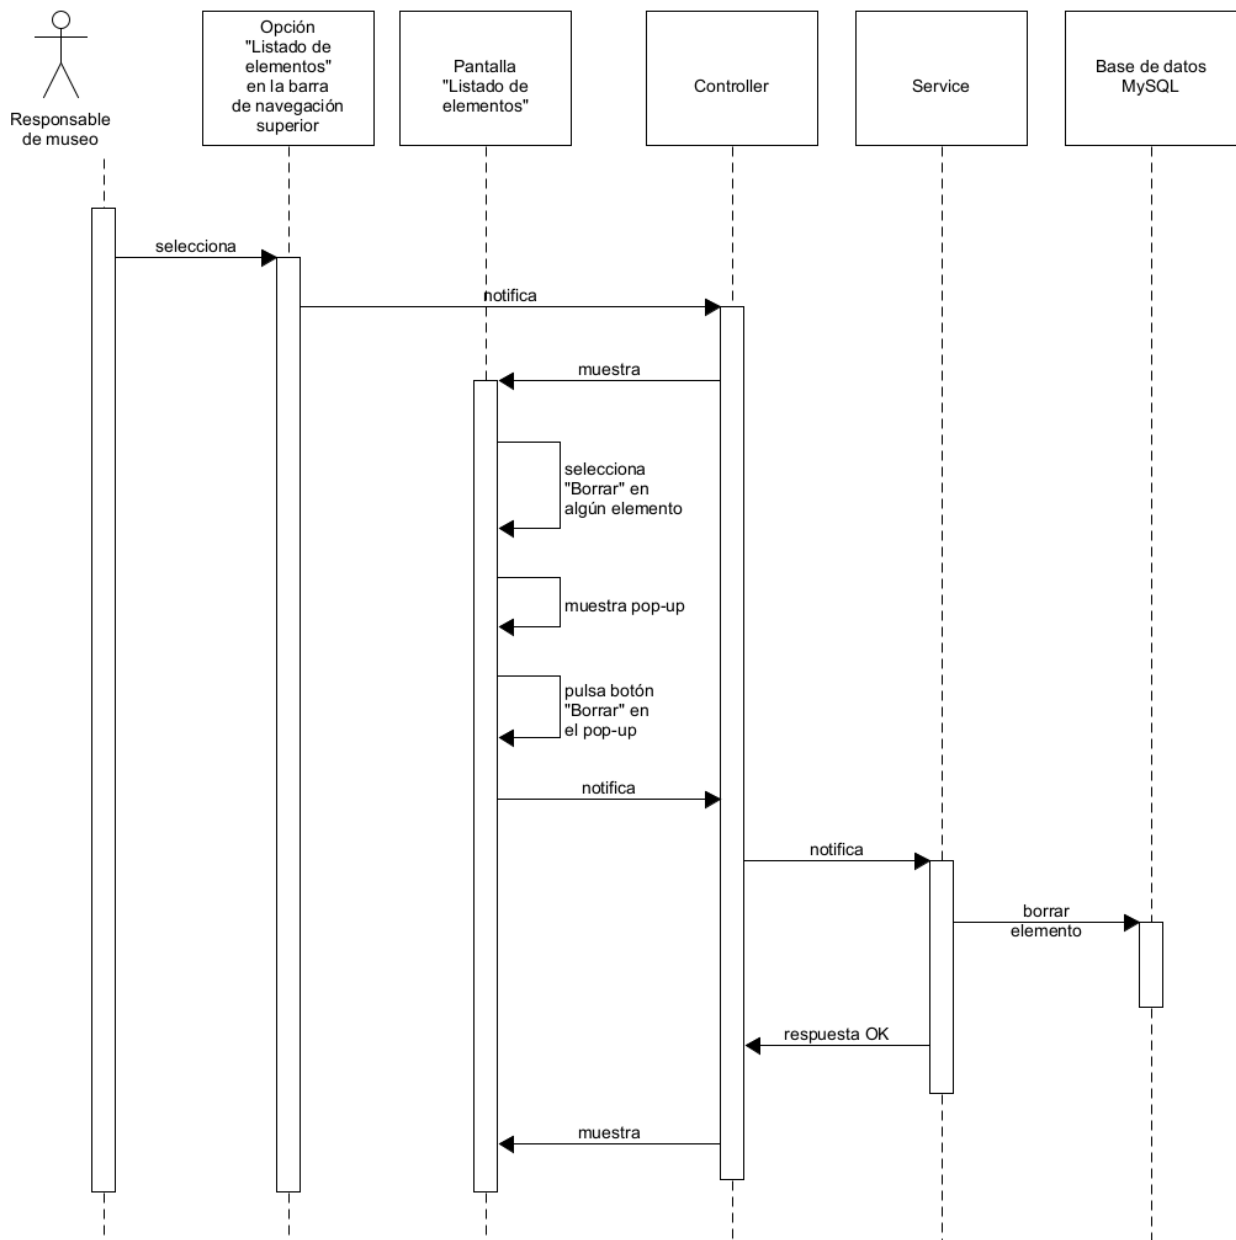 Responsable
de museo
Opción
"Listado de
elementos"
en la barra
de navegación
superior
Pantalla
"Listado de
elementos"
Controller
Service
Base de datos
MySQL
selecciona
notifica
muestra
selecciona
"Borrar" en
algún elemento
muestra pop-up
pulsa botón
"Borrar" en
el pop-up
notifica
notifica
borrar
elemento
respuesta OK
muestra